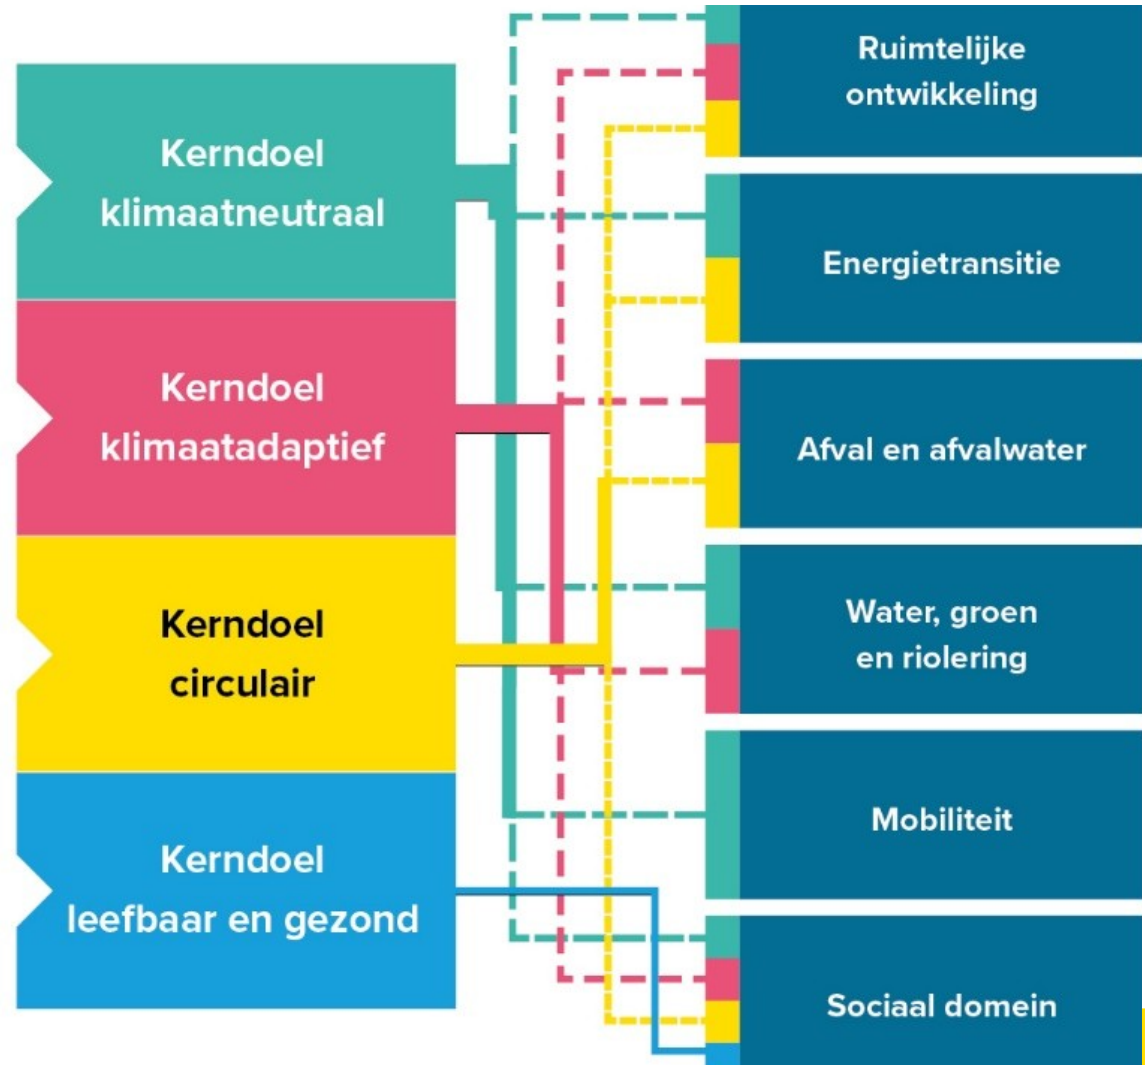 Kerndoel
klimaatneutraal
Kerndoel
klimaatadaptief
Kerndoel
circulair
Kerndoel
leefbaar en gezond
Ruimtelijke
ontwikkeling
Energietransitie
Afval en afvalwater
Water, groen
en riolering
Mobiliteit
Sociaal domein